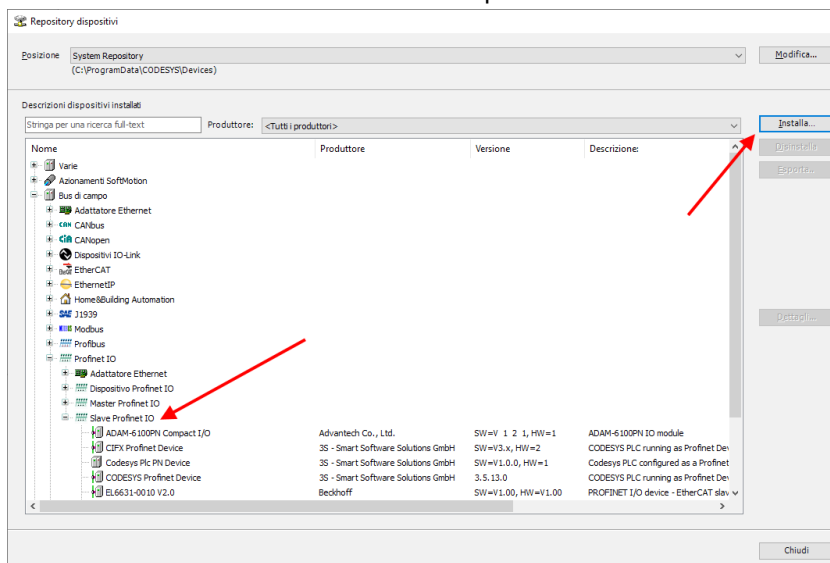 Repository dispositivi
Posizione System Repository Modifica...
(C:\ProgramData\CODESYS\Devices)
Descrizioni dispositivi installati
Stringa per una ricerca full-text Produttore: <Tutti i produttori> Installa...
Nome Produttore Versione Descrizione: Disinstalla
Varie
Azionamenti SoftMotion Esporta...
Bus di campo
Adattatore Ethernet
CAN CANbus
CiA CANopen
Dispositivi IO-Link
EtherCAT
EthernetIP
Home&Building Automation
SAE J1939
Modbus Dettagli...
Profibus
Profinet IO
Adattatore Ethernet
Dispositivo Profinet IO
Master Profinet IO
Slave Profinet IO
ADAM-6100PN Compact I/O Advantech Co., Ltd. SW=V 1 2 1, HW=1 ADAM-6100PN IO module
CIFX Profinet Device 3S - Smart Software Solutions GmbH SW=V3.x, HW=2 CODESYS PLC running as Profinet Dev
Codesys Plc PN Device 3S - Smart Software Solutions GmbH SW=V1.0.0, HW=1 Codesys PLC configured as a Profinet
CODESYS Profinet Device 3S - Smart Software Solutions GmbH 3.5.13.0 CODESYS PLC running as Profinet Dev
EL6631-0010 V2.0 Beckhoff SW=V1.00, HW=V1.00 PROFINET I/O device - EtherCAT slav
Chiudi